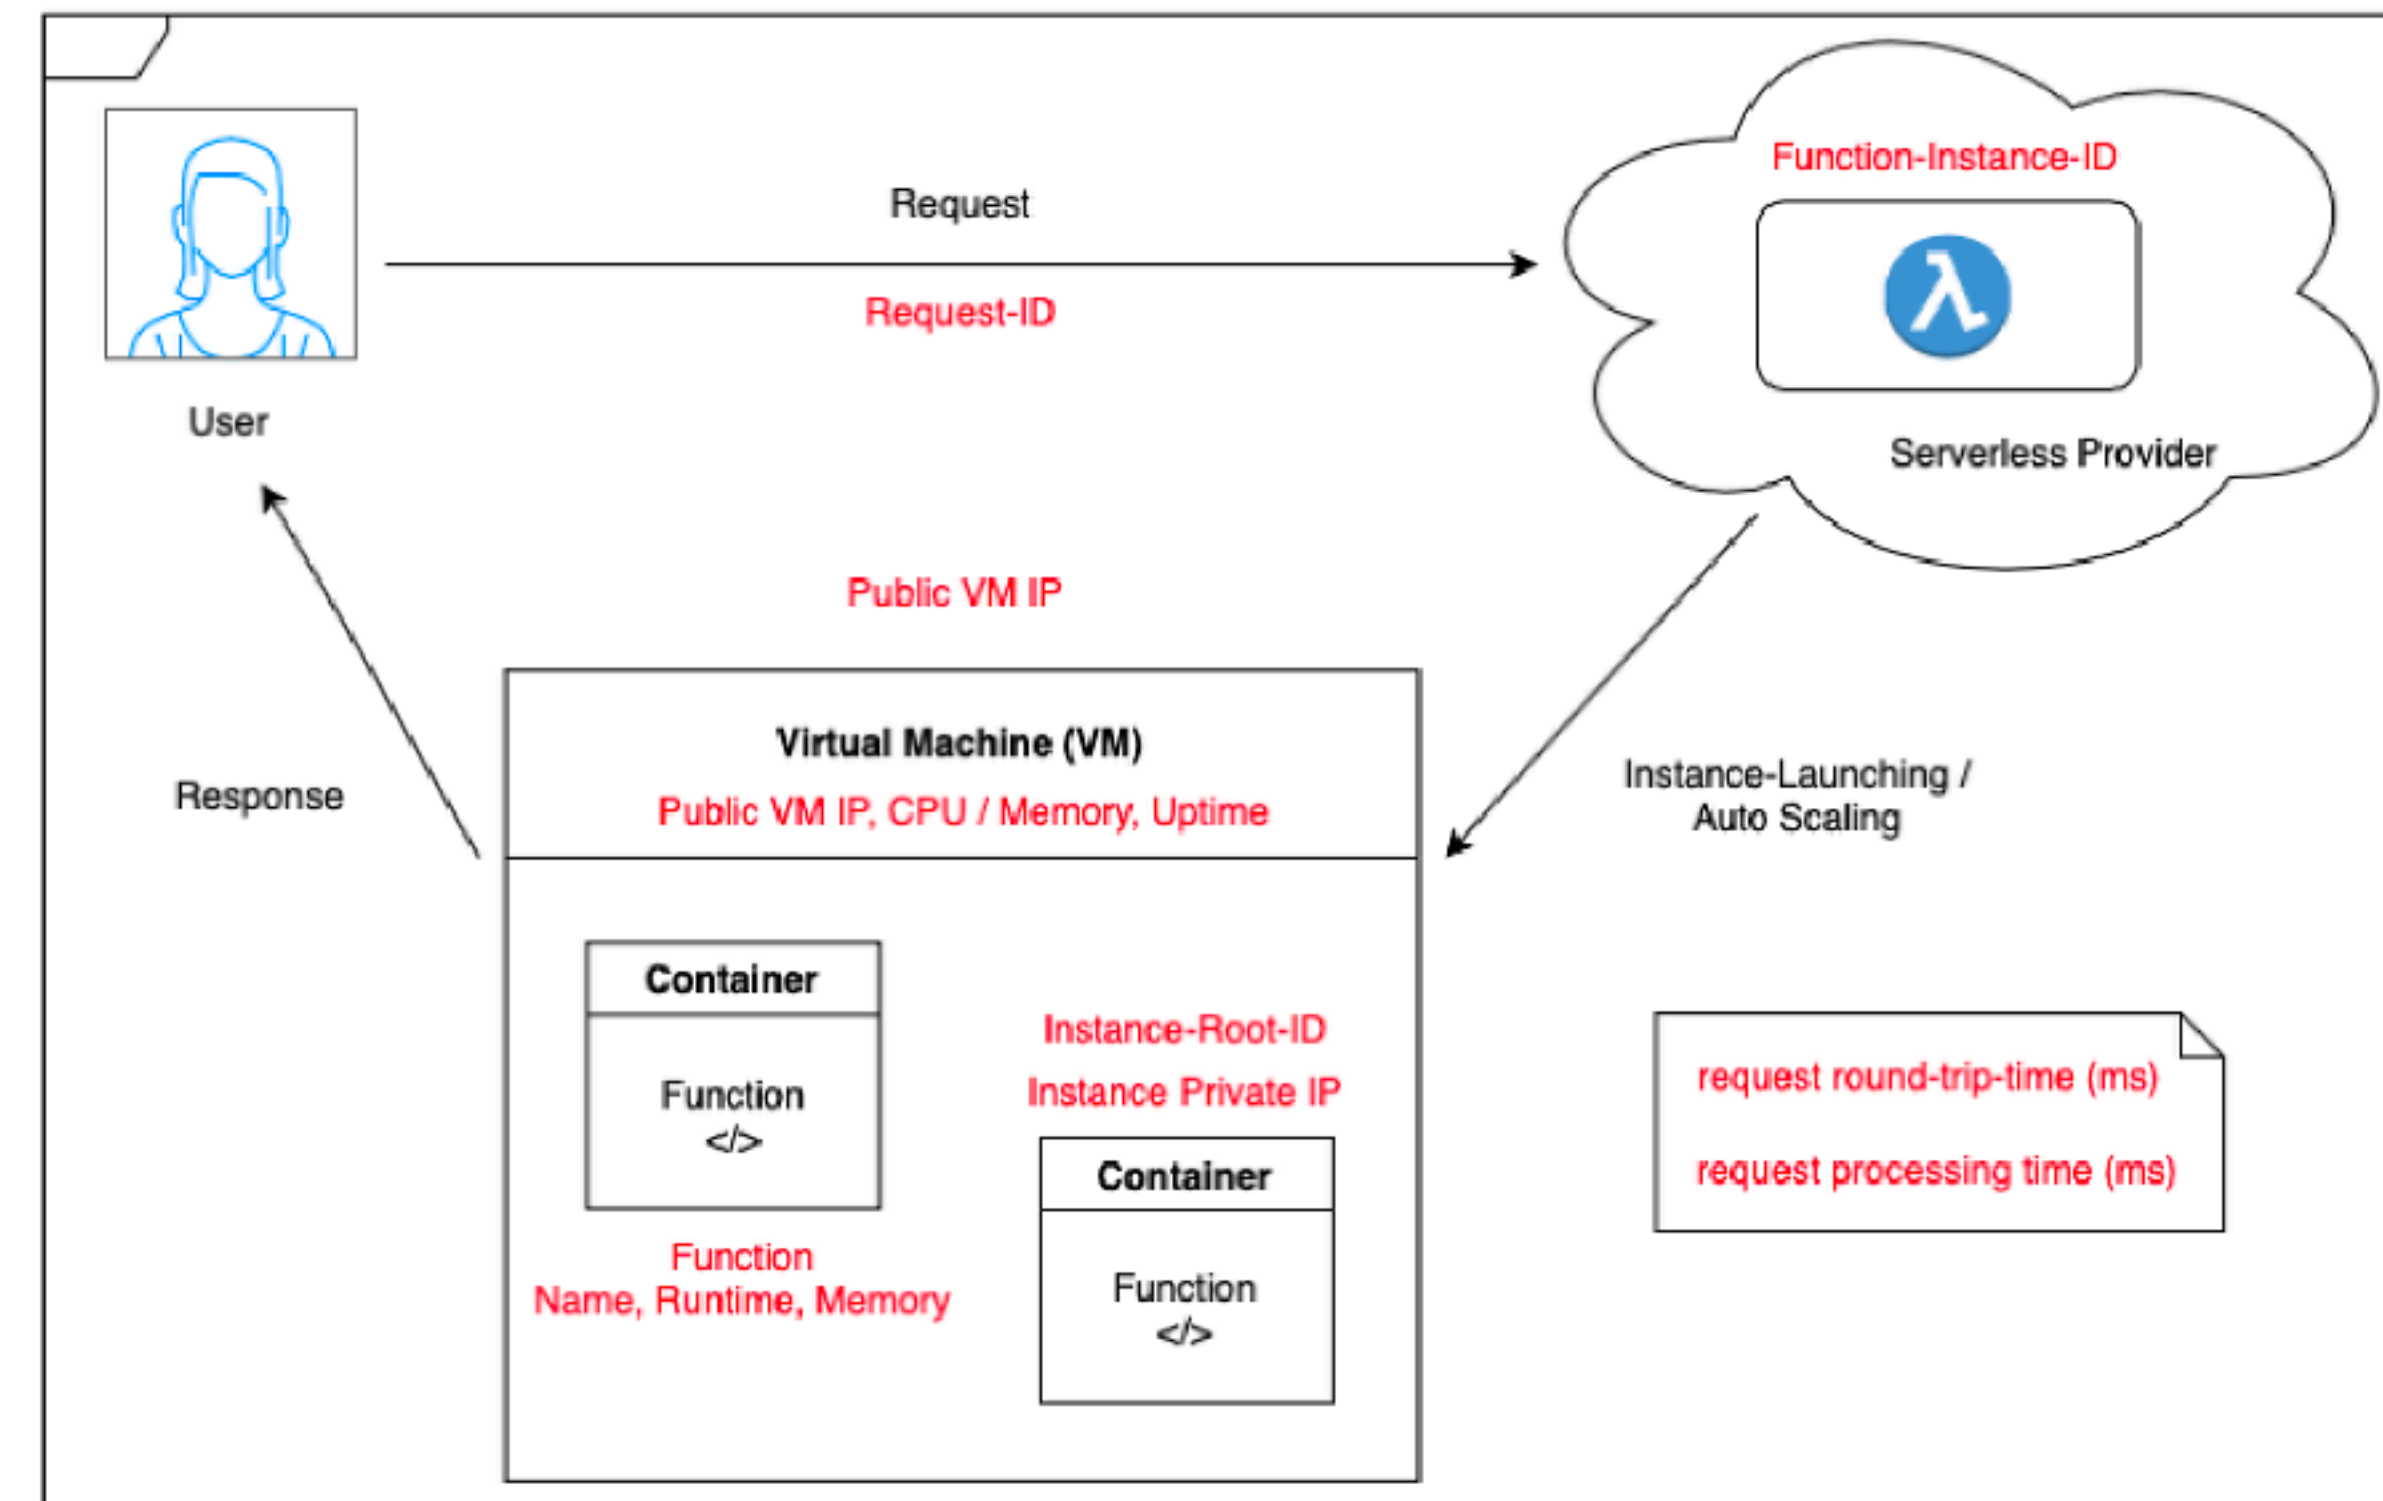 Function-Instance-ID
Request
Request-ID
User
Serverless Provider
Public VM IP
Virtual Machine (VM)
Public VM IP, CPU / Memory, Uptime
Response
Instance-Launching /
Auto Scaling
Container
Function
</>
Function
Name, Runtime, Memory
Instance-Root-ID
Instance Private IP
Container
Function
</>
request round-trip-time (ms)
request processing time (ms)